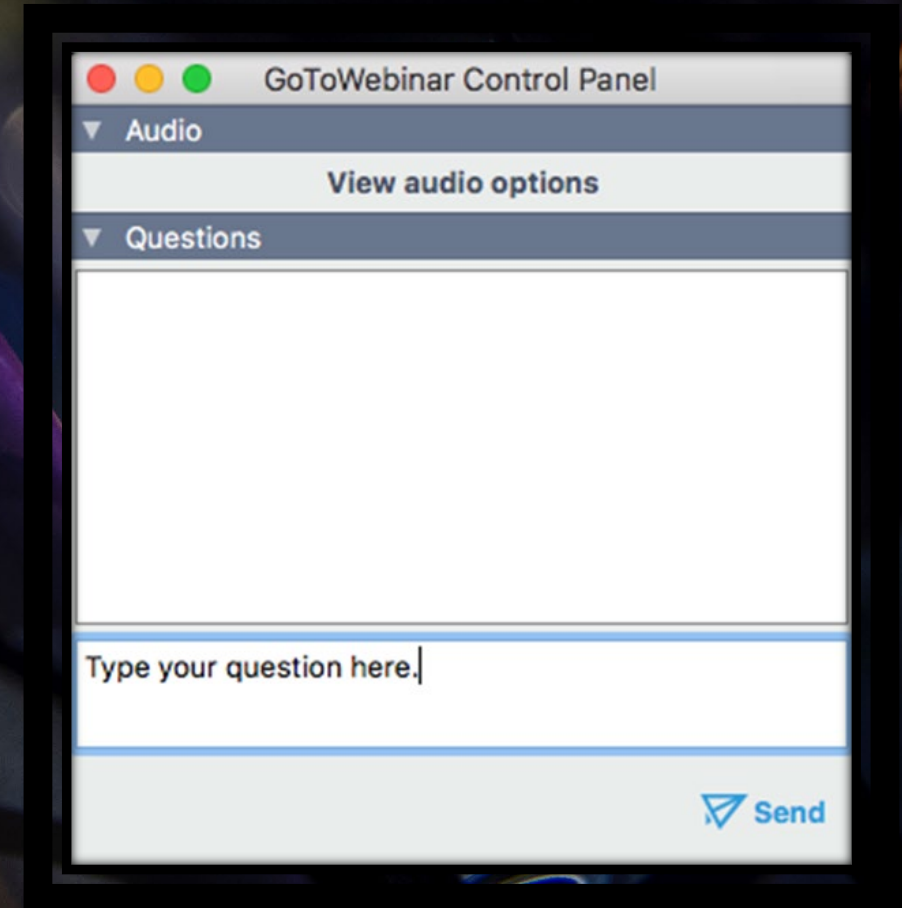 GoToWebinar Control Panel
Audio
View audio options
Questions
Type your question here.
Send